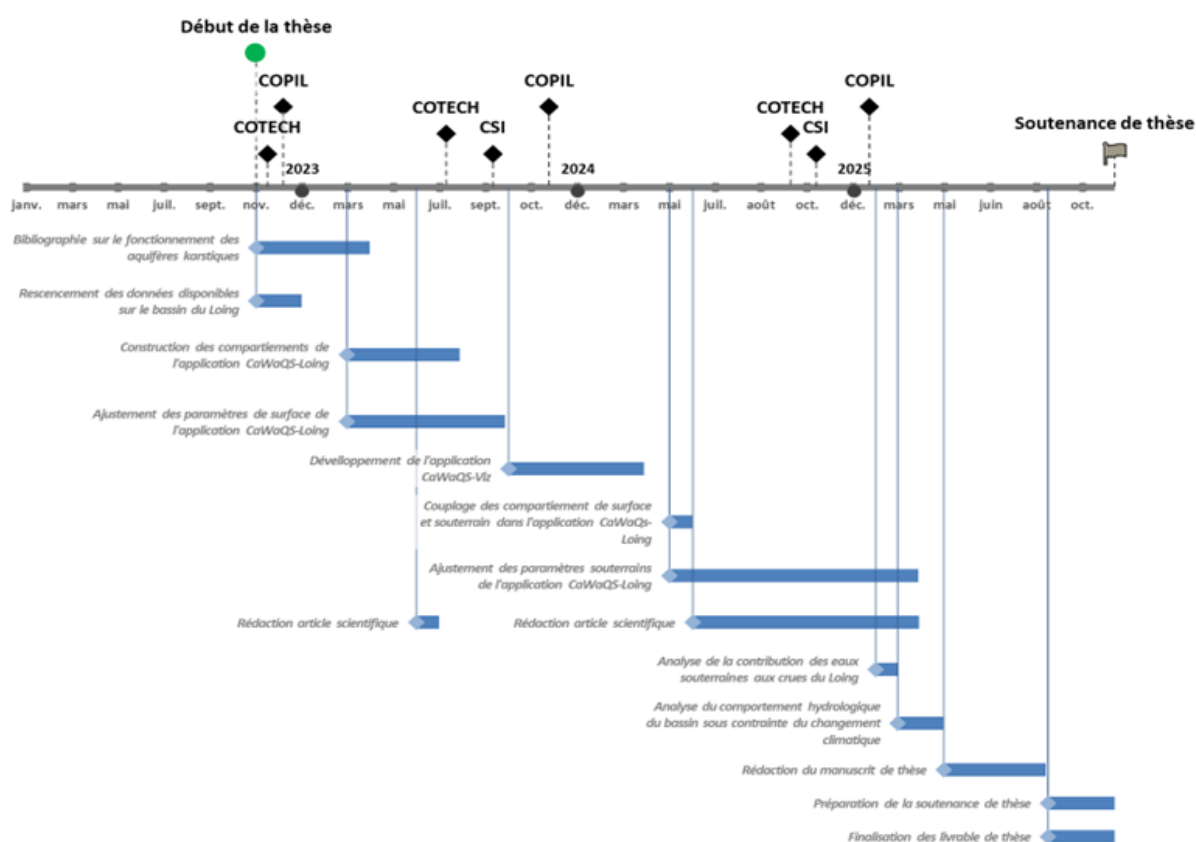 Début de la thèse
COPIL
COPIL
COPIL
COTECH
COTECH
Soutenance de thèse
COTECH
CSI
CSI
2023
2024
2025
janv. mars mai juil. sept. nov. déc. mars mai juil. sept. oct. déc. mars mai juil. août oct. déc. mars mai juin août oct.
Bibliographie sur le fonctionnement des
aquifères karstiques
Rescencement des données disponibles
sur le bassin du Loing
Construction des compartiements de
l'application CaWaQS-Loing
Ajustement des paramètres de surface de
l'application CaWaQS-Loing
Dévelloppement de l'application
CaWaQS-Viz
Couplage des compartiement de surface
et souterrain dans l'application CaWaQs-
Loing
Ajustement des paramètres souterrains
de l'application CaWaQS-Loing
Rédaction article scientifique
Rédaction article scientifique
Analyse de la contribution des eaux
souterraines aux crues du Loing
Analyse du comportement hydrologique
du bassin sous contrainte du changement
climatique
Rédaction du manuscrit de thèse
Préparation de la soutenance de thèse
Finalisation des livrable de thèse